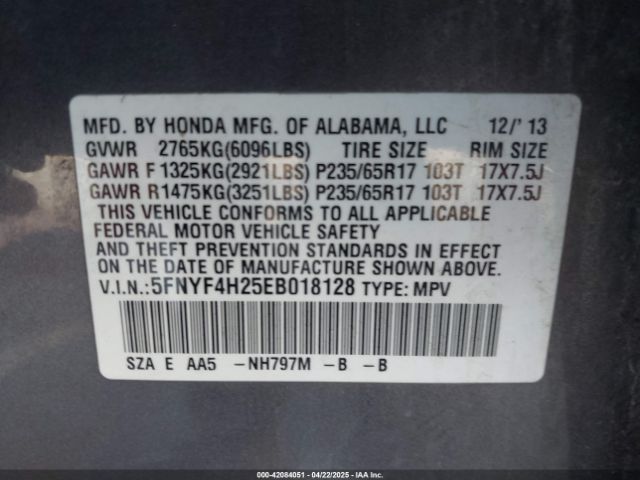 MFD. BY HONDA MFG. OF ALABAMA, LLC 12/'13
GVWR 2765KG(6096LBS) TIRE SIZE RIM SIZE
GAWR F 1325KG(2921LBS) P235/65R17 103T 17X7.5J
GAWR R1475KG(3251LBS) P235/65R17 103T 17X7.5J
THIS VEHICLE CONFORMS TO ALL APPLICABLE
FEDERAL MOTOR VEHICLE SAFETY
AND THEFT PREVENTION STANDARDS IN EFFECT
ON THE DATE OF MANUFACTURE SHOWN ABOVE.
V.I.N.:5FNYF4H25EB018128 TYPE: MPV
SZA E AA5 -NH797M -B -B
000-42084051 - 04/22/2025 - IAA Inc.